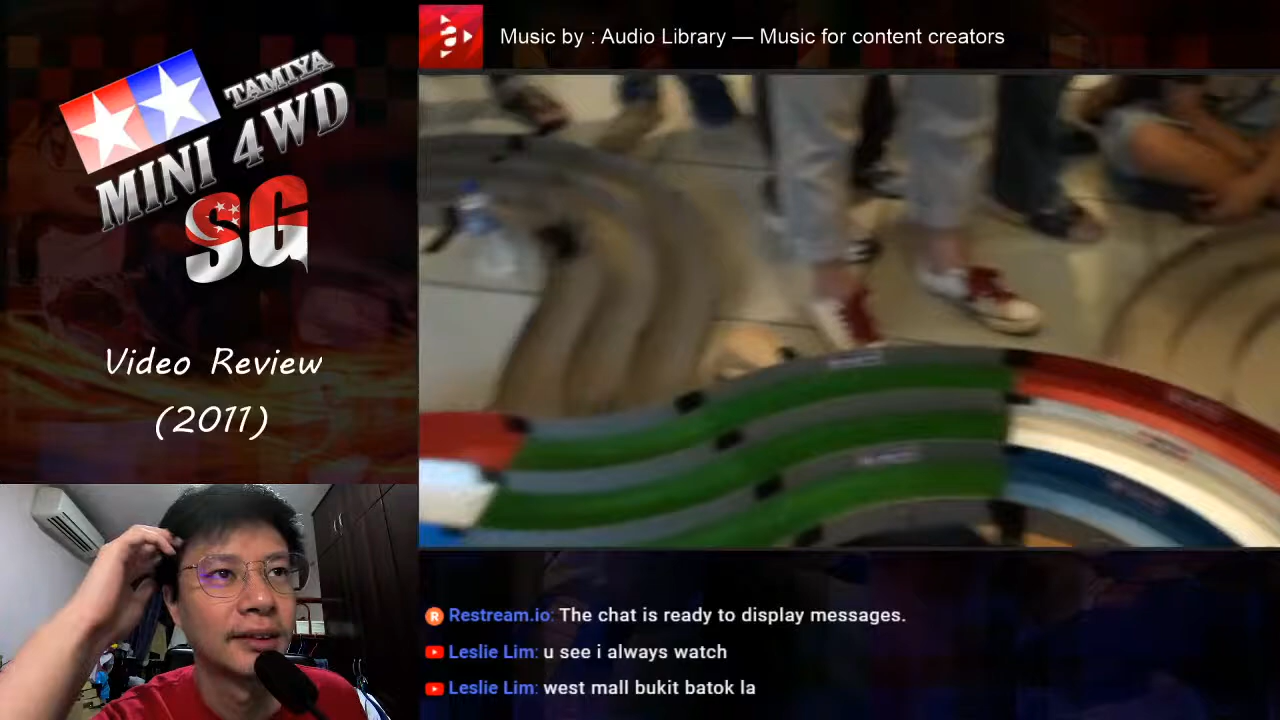 Music by : Audio Library — Music for content creators
TAMIYA
MINI 4WD
SG
Video Review
(2011)
Restream.io: The chat is ready to display messages.
Leslie Lim: u see i always watch
Leslie Lim: west mall bukit batok la